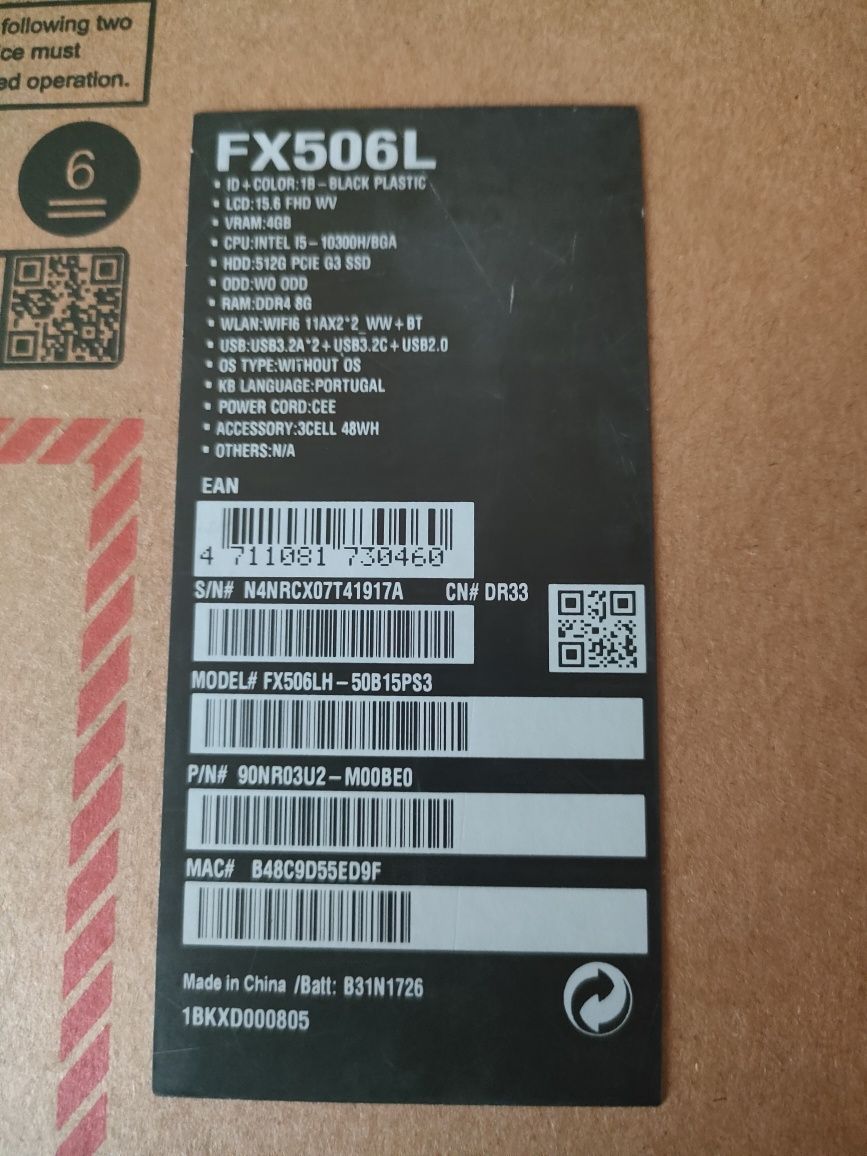 following two
ce must
ed operation.
6
FX506L
• ID+COLOR:1B-BLACK PLASTIC
• LCD:15.6 FHD WV
• VRAM:4GB
• CPU:INTEL I5-10300H/BGA
• HDD:512G PCIE G3 SSD
• ODD:WO ODD
• RAM:DDR4 8G
• WLAN:WIFI6 11AX2*2_WW+BT
• USB:USB3.2A*2+USB3.2C+USB2.0
• OS TYPE:WITHOUT OS
• KB LANGUAGE:PORTUGAL
• POWER CORD:CEE
• ACCESSORY:3CELL 48WH
• OTHERS:N/A
EAN
4 711081 730460
S/N# N4NRCX07T41917A CN# DR33
MODEL# FX506LH-50B15PS3
P/N# 90NR03U2-M00BE0
MAC# B48C9D55ED9F
Made in China /Batt: B31N1726
1BKXD000805